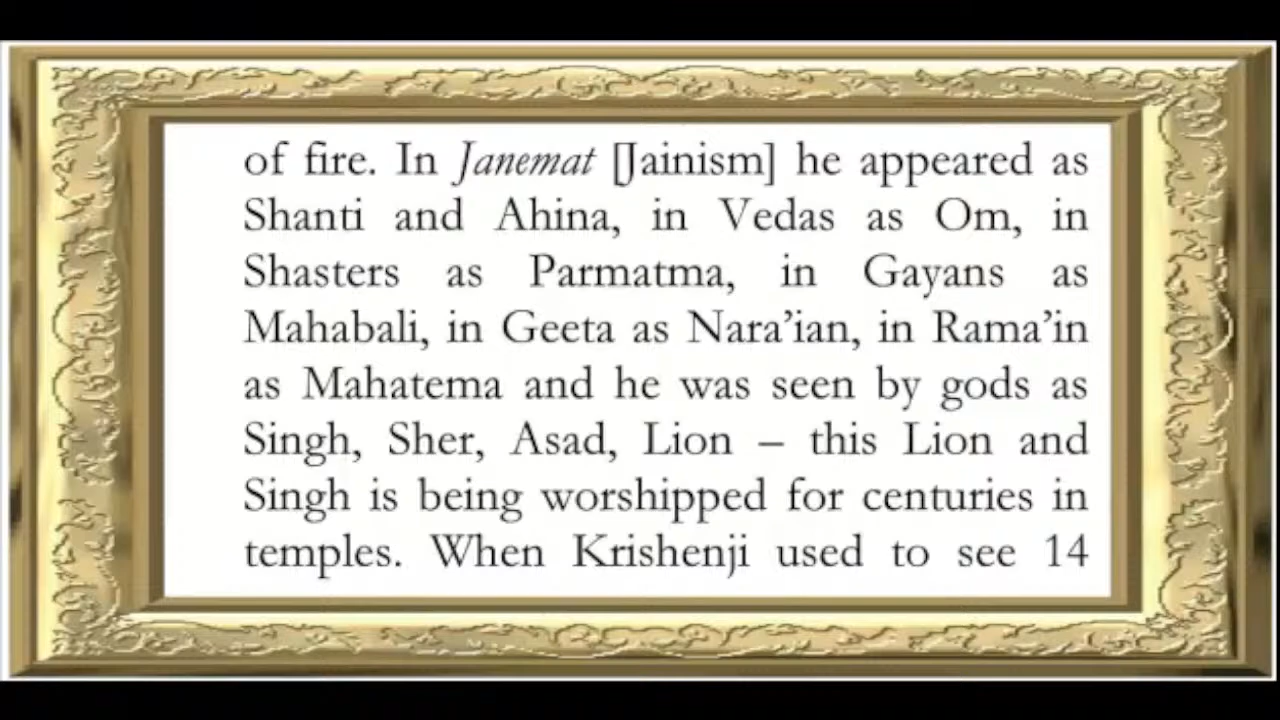 of fire. In Janemat [Jainism] he appeared as
Shanti and Ahina, in Vedas as Om, in
Shasters as Parmatma, in Gayans as
Mahabali, in Geeta as Nara’ian, in Rama’in
as Mahatema and he was seen by gods as
Singh, Sher, Asad, Lion – this Lion and
Singh is being worshipped for centuries in
temples. When Krishenji used to see 14